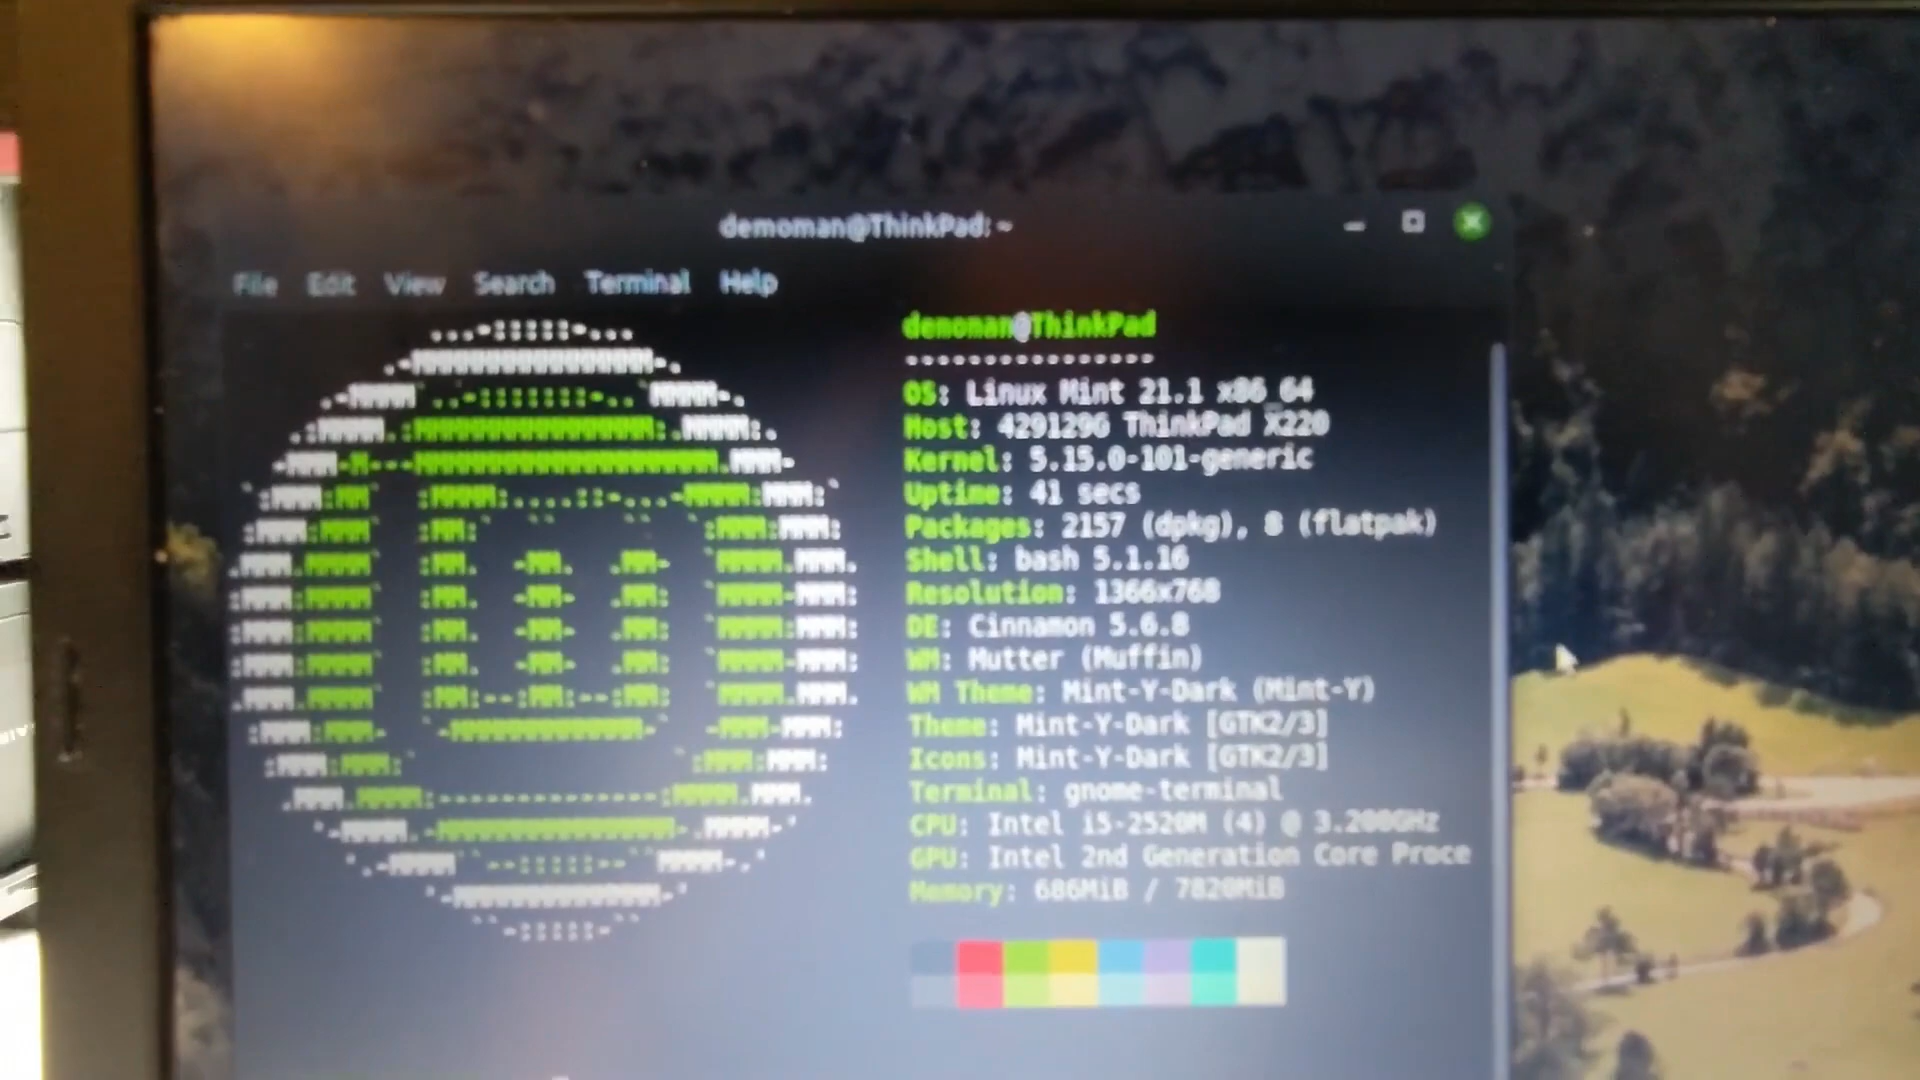 demoman@ThinkPad: ~
File Edit View Search Terminal Help
demoman@ThinkPad
----------------
OS: Linux Mint 21.1 x86_64
Host: 429129G ThinkPad X220
Kernel: 5.15.0-101-generic
Uptime: 41 secs
Packages: 2157 (dpkg), 8 (flatpak)
Shell: bash 5.1.16
Resolution: 1366x768
DE: Cinnamon 5.6.8
WM: Mutter (Muffin)
WM Theme: Mint-Y-Dark (Mint-Y)
Theme: Mint-Y-Dark [GTK2/3]
Icons: Mint-Y-Dark [GTK2/3]
Terminal: gnome-terminal
CPU: Intel i5-2520M (4) @ 3.200GHz
GPU: Intel 2nd Generation Core Proce
Memory: 686MiB / 7820MiB